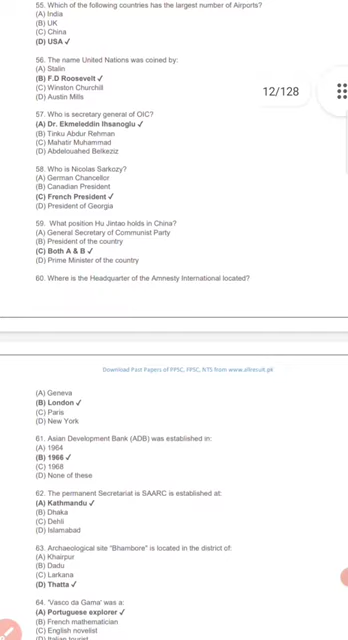 55. Which of the following countries has the largest number of Airports?
(A) India
(B) UK
(C) China
(D) USA ✓
56. The name United Nations was coined by:
(A) Stalin
(B) F.D Roosevelt ✓
(C) Winston Churchill
(D) Austin Mills
12/128
57. Who is secretary general of OIC?
(A) Dr. Ekmeleddin Ihsanoglu ✓
(B) Tinku Abdur Rehman
(C) Mahatir Muhammad
(D) Abdelouahed Belkeziz
58. Who is Nicolas Sarkozy?
(A) German Chancellor
(B) Canadian President
(C) French President ✓
(D) President of Georgia
59. What position Hu Jintao holds in China?
(A) General Secretary of Communist Party
(B) President of the country
(C) Both A & B ✓
(D) Prime Minister of the country
60. Where is the Headquarter of the Amnesty International located?
Download Past Papers of PPSC, FPSC, NTS from www.allresult.pk
(A) Geneva
(B) London ✓
(C) Paris
(D) New York
61. Asian Development Bank (ADB) was established in:
(A) 1964
(B) 1966 ✓
(C) 1968
(D) None of these
62. The permanent Secretariat is SAARC is established at:
(A) Kathmandu ✓
(B) Dhaka
(C) Dehli
(D) Islamabad
63. Archaeological site "Bhambore" is located in the district of:
(A) Khairpur
(B) Dadu
(C) Larkana
(D) Thatta ✓
64. 'Vasco da Gama' was a:
(A) Portuguese explorer ✓
(B) French mathematician
(C) English novelist
(D) Italian tourist